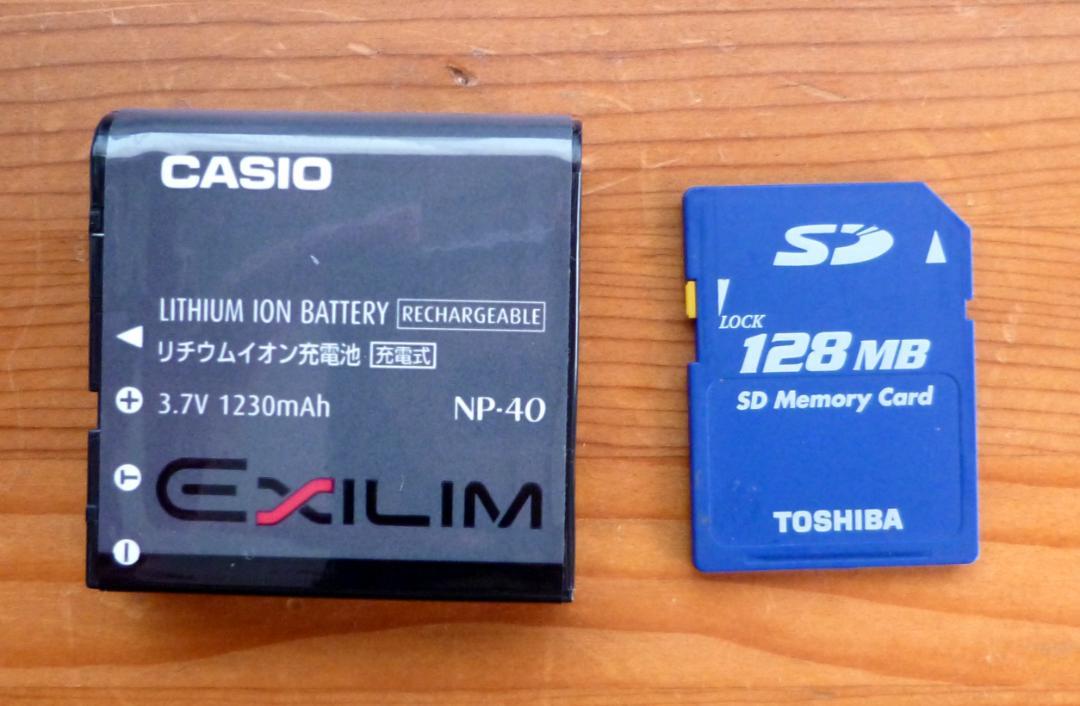 CASIO
LITHIUM ION BATTERY RECHARGEABLE
リチウムイオン充電池 充電式
3.7V 1230mAh NP-40
+
T
−
EXILIM
SD
LOCK
128 MB
SD Memory Card
TOSHIBA